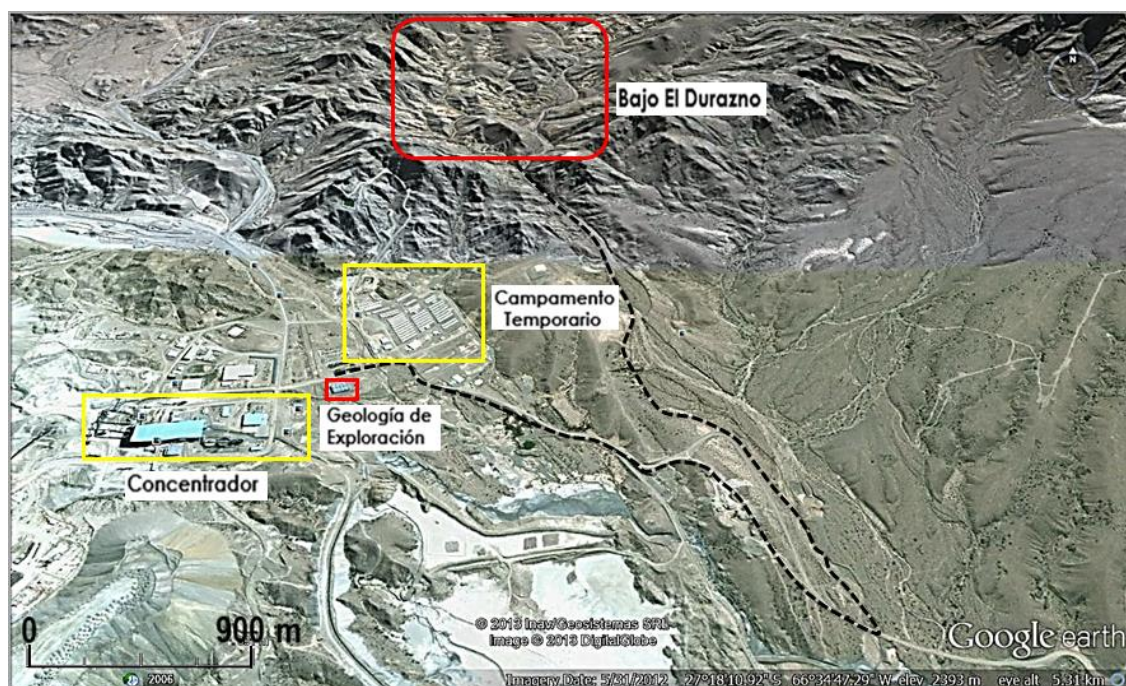 N
Bajo El Durazno
Campamento
Temporario
Geología de
Exploración
Concentrador
0 900 m
© 2013 Inav/Geosistemas SRL
Image © 2013 DigitalGlobe
Google earth
2006
Imagery Date: 5/31/2012 27°18'10.92" S 66°34'47.29" W elev 2393 m eye alt 5.31 km